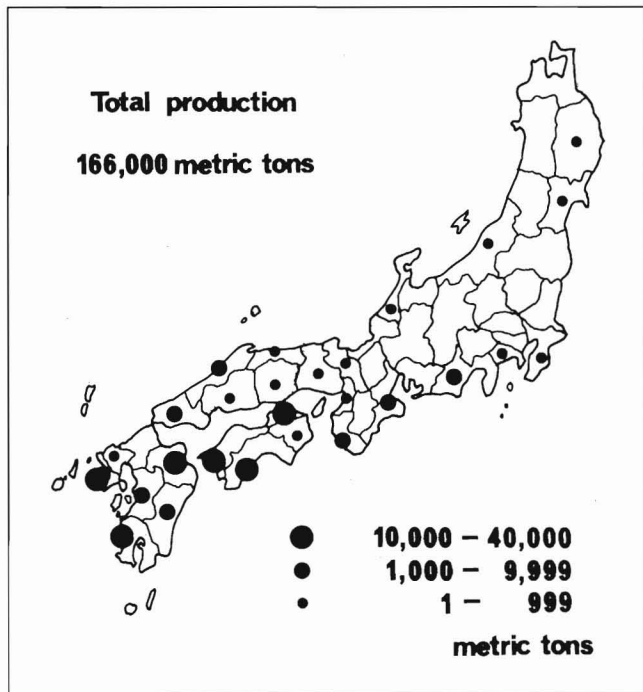 Total production
166,000 metric tons
10,000 – 40,000
1,000 – 9,999
1 – 999
metric tons